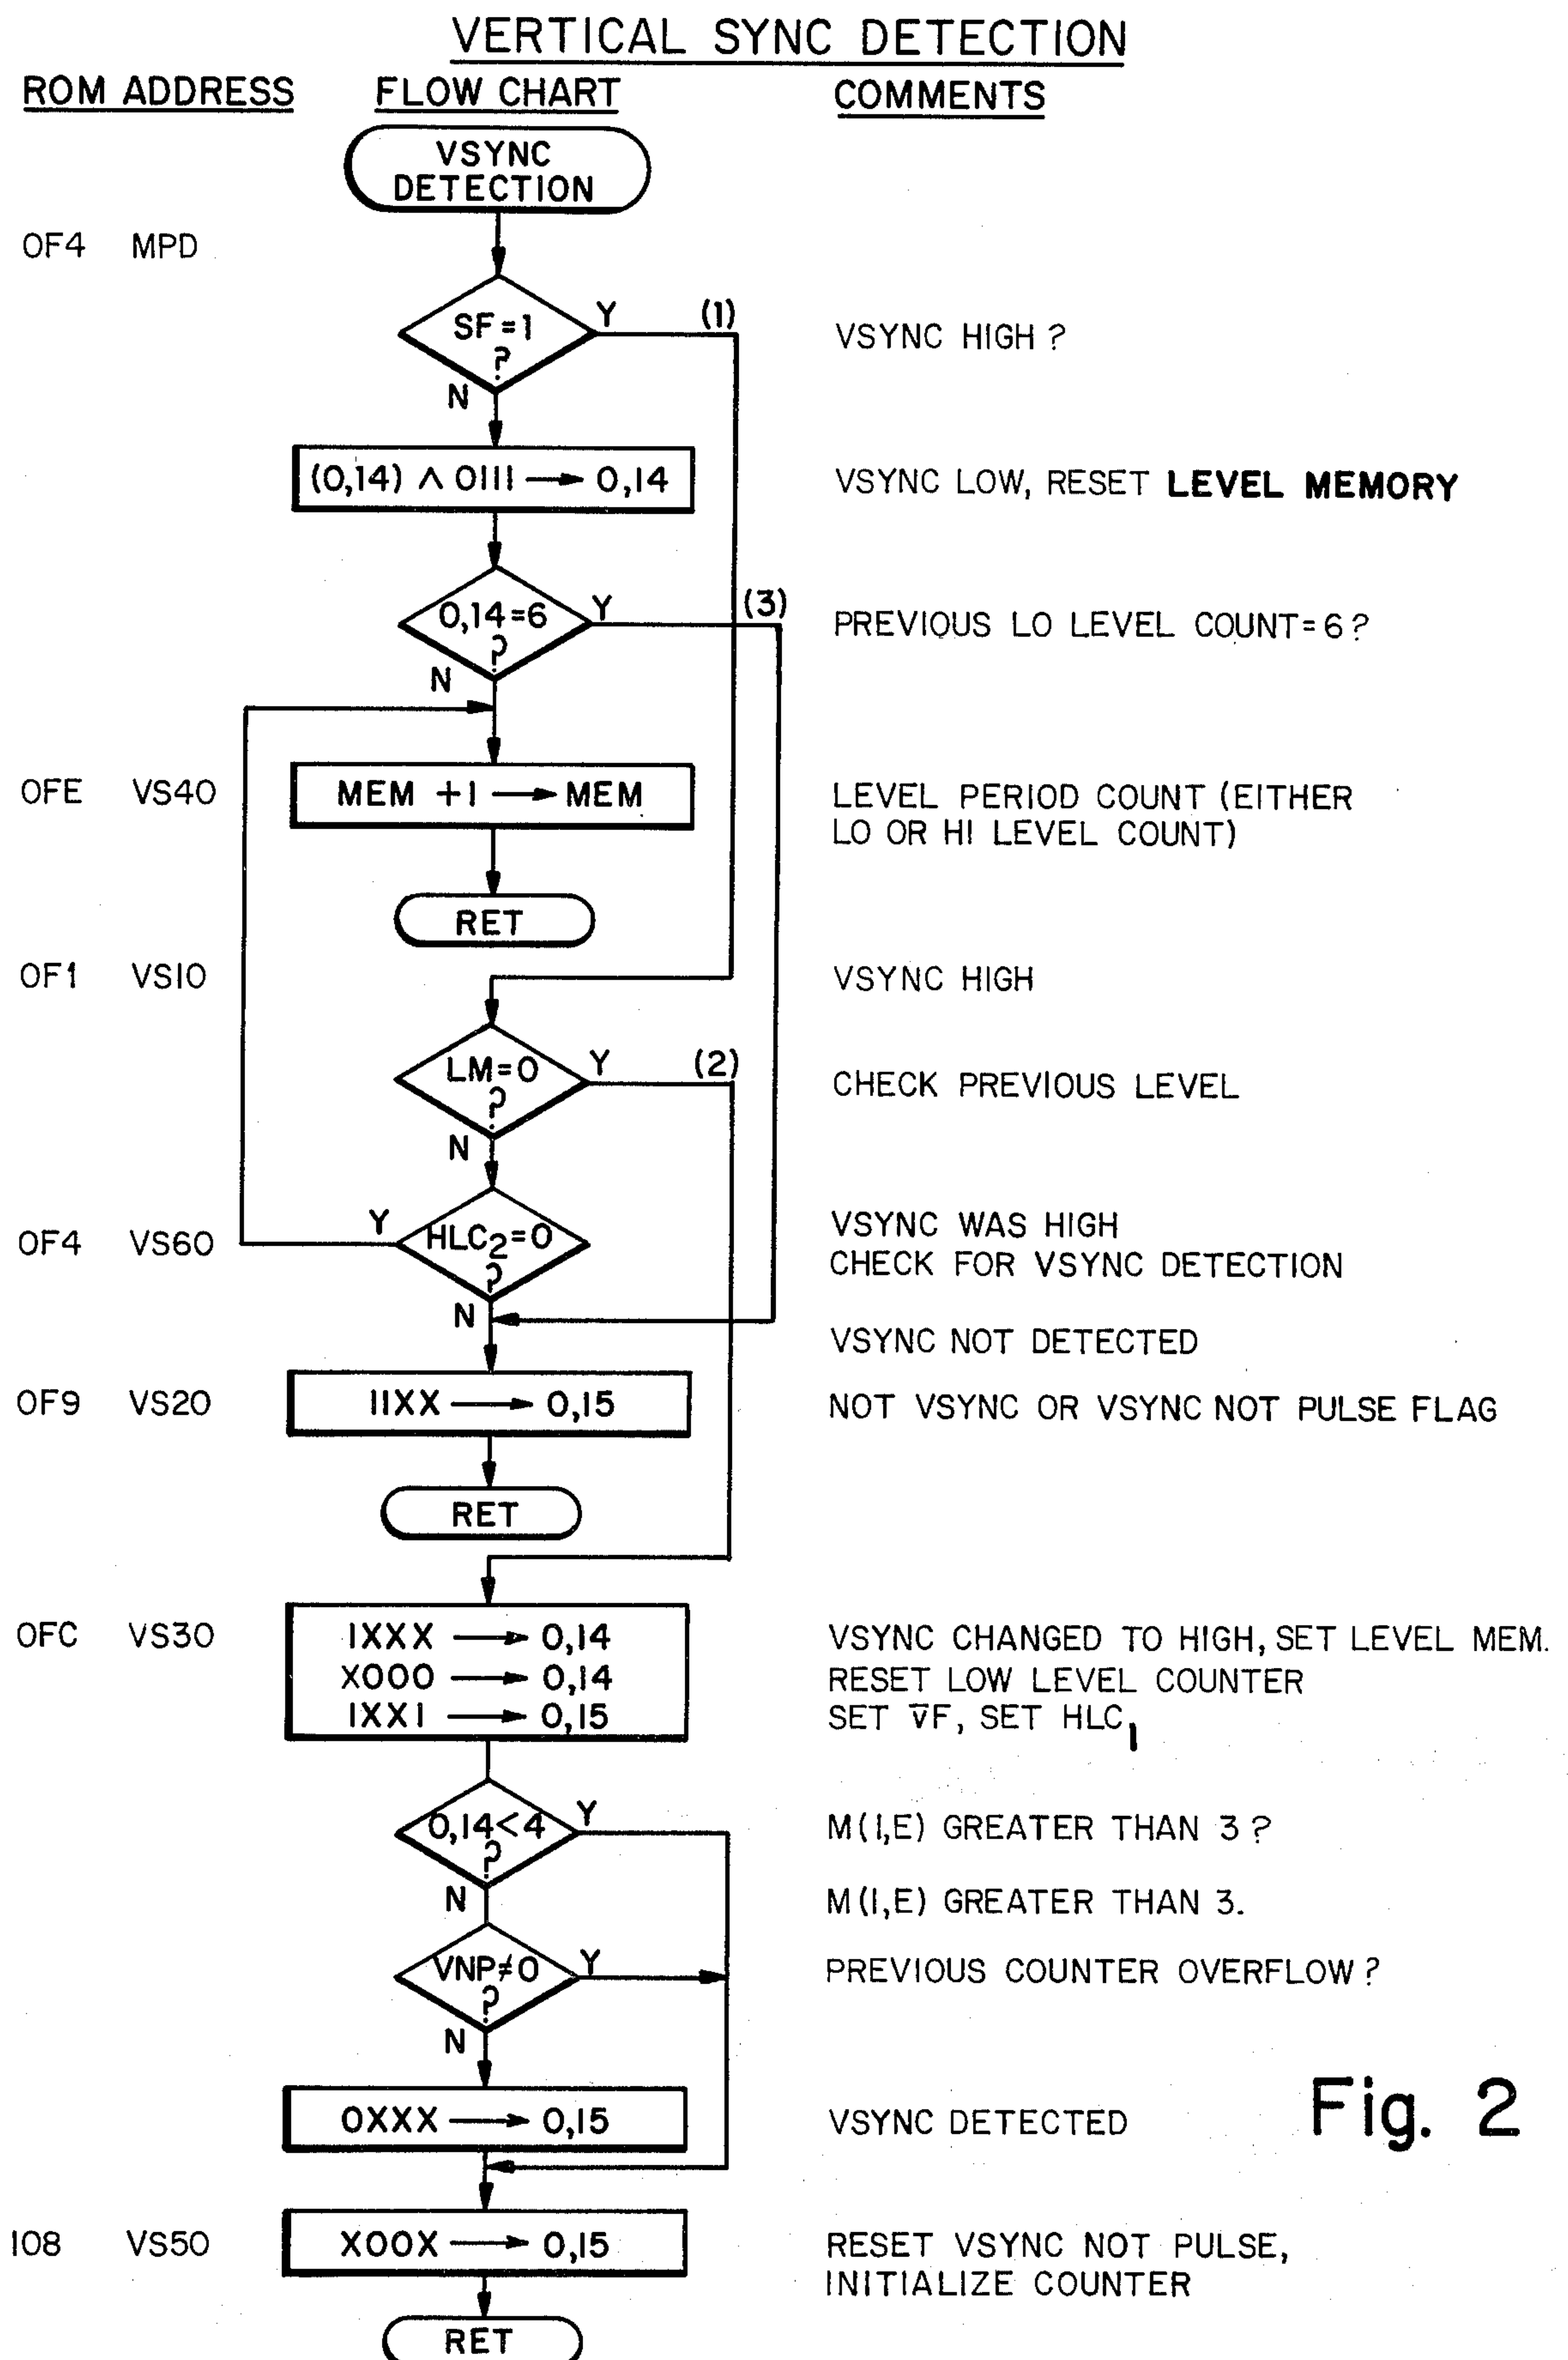 VERTICAL SYNC DETECTION
ROM ADDRESS FLOW CHART COMMENTS
VSYNC
DETECTION
0F4 MPD
SF=1
?
Y (1)
VSYNC HIGH ?
N
(0,14) ∧ 0111 → 0,14
VSYNC LOW, RESET LEVEL MEMORY
0,14=6
?
Y (3)
PREVIOUS LO LEVEL COUNT=6?
N
0FE VS40
MEM +1 → MEM
LEVEL PERIOD COUNT (EITHER
LO OR HI LEVEL COUNT)
RET
0F1 VS10
VSYNC HIGH
LM=0
?
Y (2)
CHECK PREVIOUS LEVEL
N
0F4 VS60
Y
HLC2=0
?
VSYNC WAS HIGH
CHECK FOR VSYNC DETECTION
N
VSYNC NOT DETECTED
0F9 VS20
11XX → 0,15
NOT VSYNC OR VSYNC NOT PULSE FLAG
RET
0FC VS30
1XXX → 0,14
VSYNC CHANGED TO HIGH, SET LEVEL MEM.
X000 → 0,14
RESET LOW LEVEL COUNTER
1XX1 → 0,15
SET V̅F, SET HLC1
0,14<4
?
Y
M(1,E) GREATER THAN 3 ?
N
M(1,E) GREATER THAN 3.
VNP≠0
?
Y
PREVIOUS COUNTER OVERFLOW ?
N
0XXX → 0,15
VSYNC DETECTED
Fig. 2
108 VS50
X00X → 0,15
RESET VSYNC NOT PULSE,
INITIALIZE COUNTER
RET